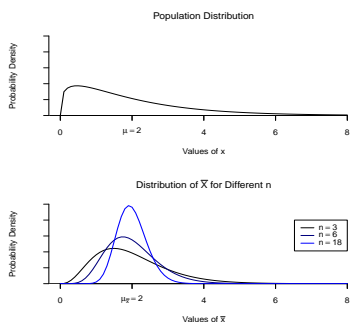 Population Distribution
Probability Density
0 μ = 2 4 6 8
Values of x
Distribution of X̅ for Different n
Probability Density
n = 3
n = 6
n = 18
0 μx̅ = 2 4 6 8
Values of x̅